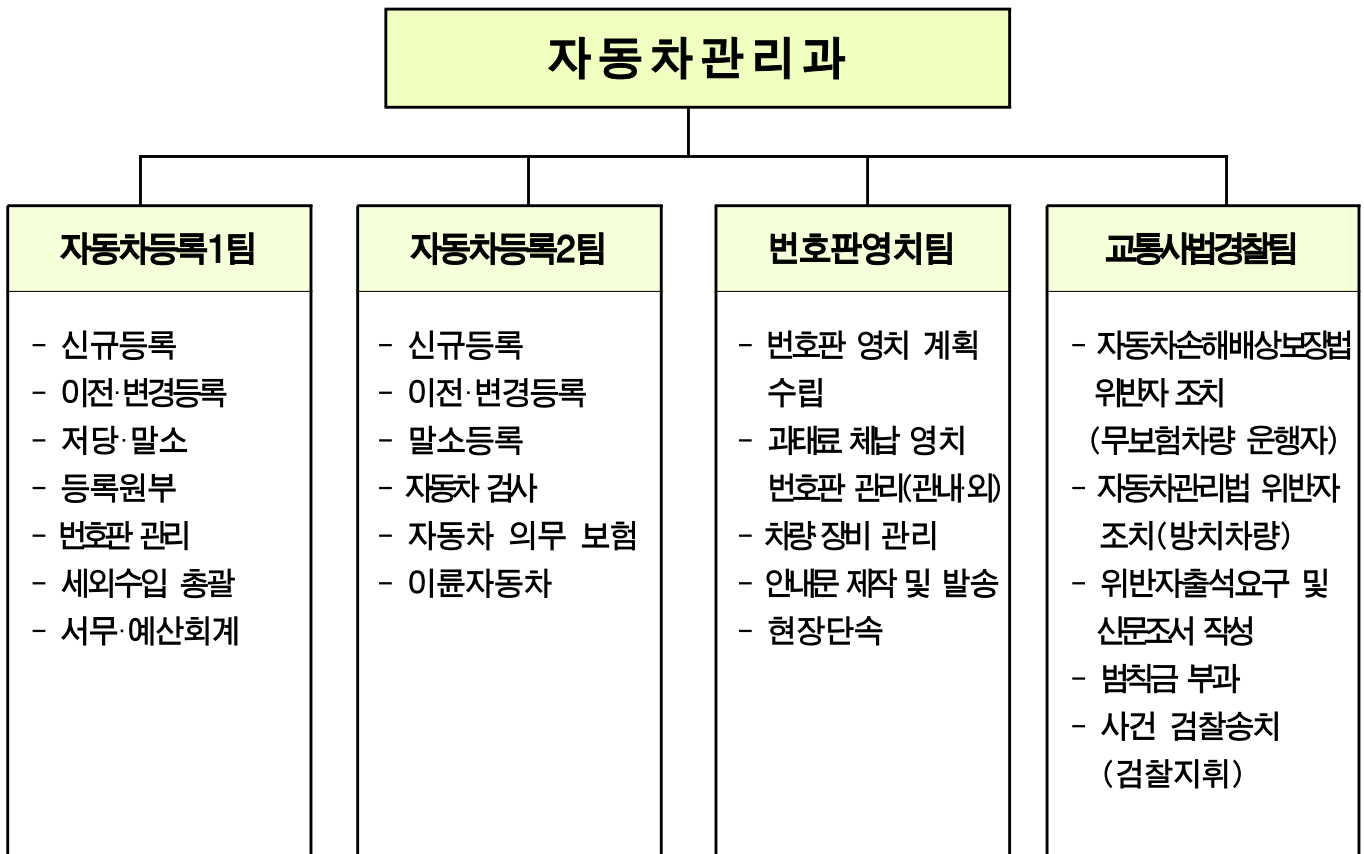 자동차관리과
자동차등록1팀
- 신규등록
- 이전·변경등록
- 저당·말소
- 등록원부
- 번호판 관리
- 세외수입 총괄
- 서무·예산회계
자동차등록2팀
- 신규등록
- 이전·변경등록
- 말소등록
- 자동차 검사
- 자동차 의무 보험
- 이륜자동차
번호판영치팀
- 번호판 영치 계획
수립
- 과태료 체납 영치
번호판 관리(관내·외)
- 차량 장비 관리
- 안내문 제작 및 발송
- 현장단속
교통사법경찰팀
- 자동차손해배상보장법
위반자 조치
(무보험차량 운행자)
- 자동차관리법 위반자
조치(방치차량)
- 위반자출석요구 및
신문조서 작성
- 범칙금 부과
- 사건 검찰송치
(검찰지휘)